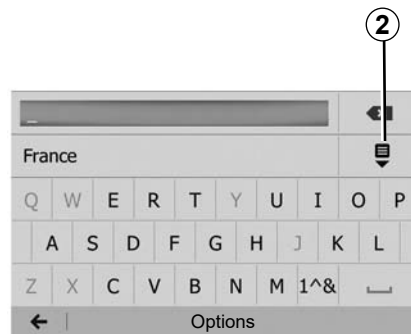 2
_
France
Q W E R T Y U I O P
A S D F G H J K L
Z X C V B N M 1^&
Options